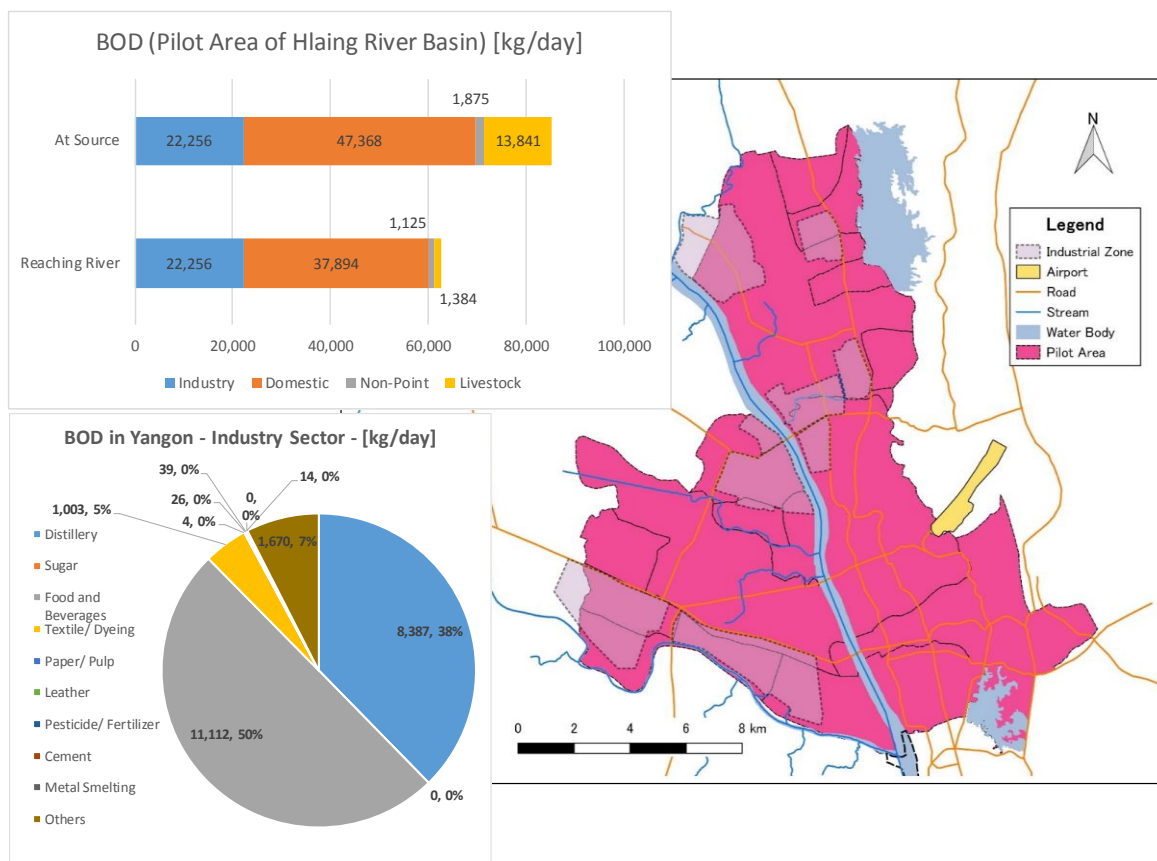 BOD (Pilot Area of Hlaing River Basin) [kg/day]
1,875
At Source
22,256
47,368
13,841
1,125
Reaching River
22,256
37,894
1,384
0
20,000
40,000
60,000
80,000
100,000
Industry
Domestic
Non-Point
Livestock
N
Legend
Industrial Zone
Airport
Road
Stream
Water Body
Pilot Area
0
2
4
6
8 km
BOD in Yangon - Industry Sector - [kg/day]
39, 0%
14, 0%
26, 0%
0,
0%
1,003, 5%
4, 0%
1,670, 7%
8,387, 38%
11,112, 50%
0, 0%
Distillery
Sugar
Food and
Beverages
Textile/ Dyeing
Paper/ Pulp
Leather
Pesticide/ Fertilizer
Cement
Metal Smelting
Others